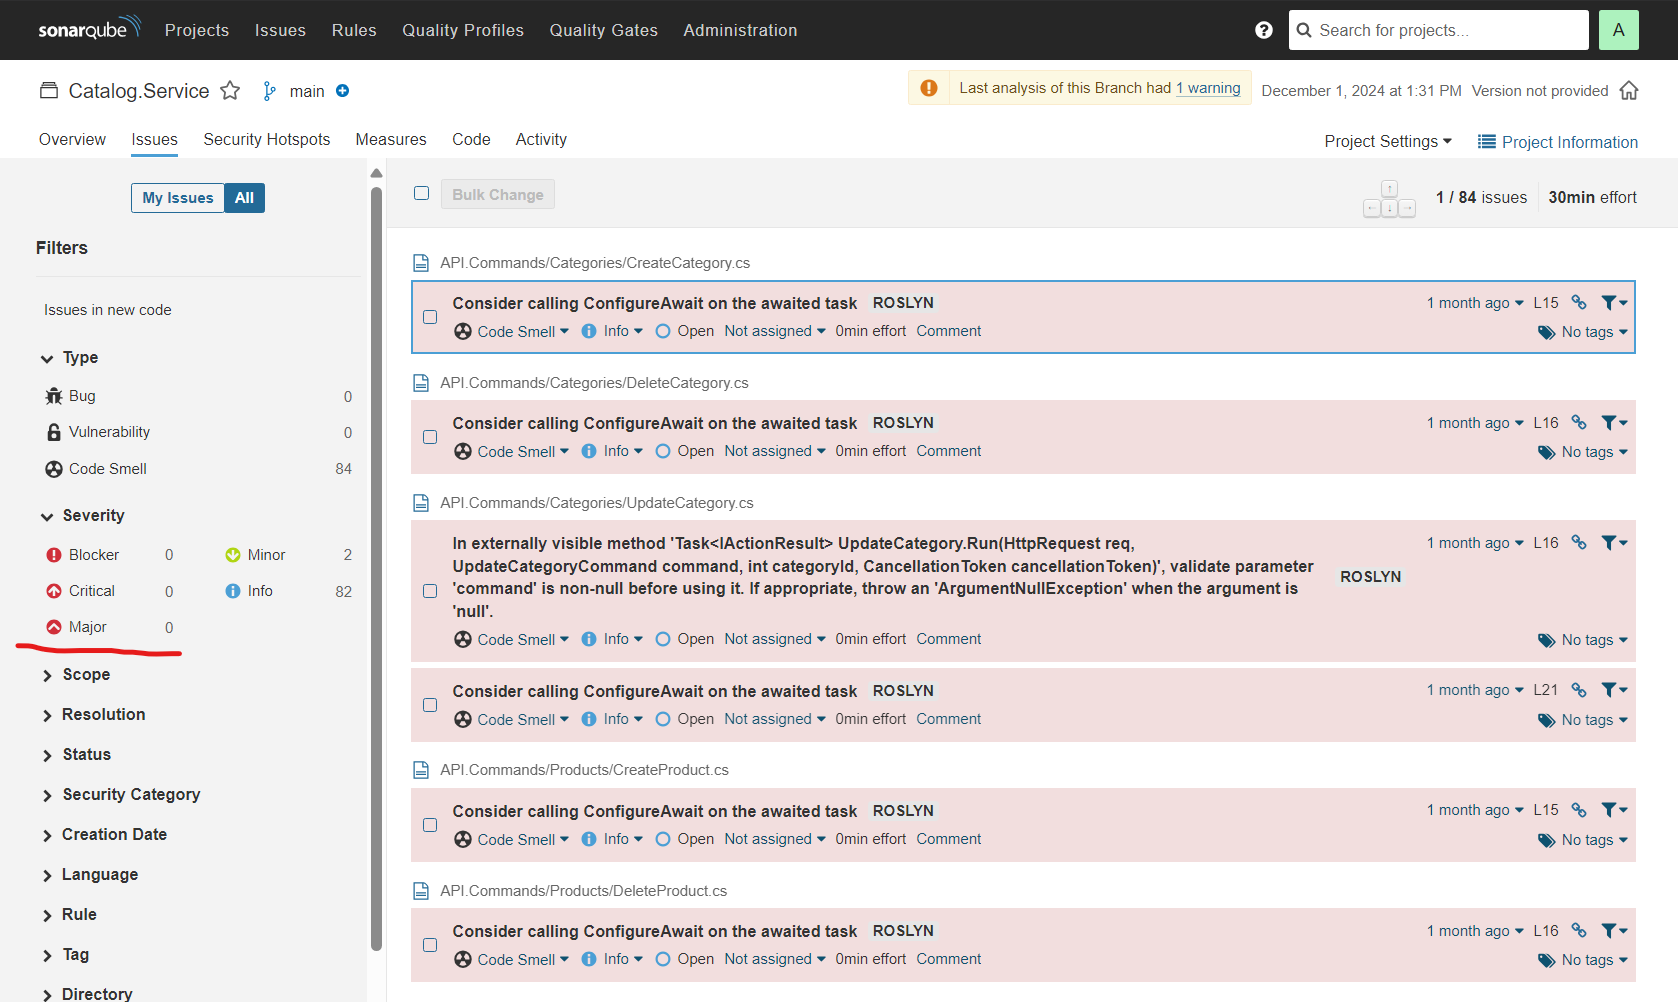 sonarqube Projects Issues Rules Quality Profiles Quality Gates Administration ? Search for projects... A
Catalog.Service main Last analysis of this Branch had 1 warning December 1, 2024 at 1:31 PM Version not provided
Overview Issues Security Hotspots Measures Code Activity Project Settings Project Information
My Issues All
Filters
Issues in new code
Type
Bug 0
Vulnerability 0
Code Smell 84
Severity
Blocker 0 Minor 2
Critical 0 Info 82
Major 0
Scope
Resolution
Status
Security Category
Creation Date
Language
Rule
Tag
Directory
Bulk Change 1 / 84 issues 30min effort
API.Commands/Categories/CreateCategory.cs
Consider calling ConfigureAwait on the awaited task ROSLYN 1 month ago L15
Code Smell Info Open Not assigned 0min effort Comment No tags
API.Commands/Categories/DeleteCategory.cs
Consider calling ConfigureAwait on the awaited task ROSLYN 1 month ago L16
Code Smell Info Open Not assigned 0min effort Comment No tags
API.Commands/Categories/UpdateCategory.cs
In externally visible method 'Task<IActionResult> UpdateCategory.Run(HttpRequest req, 1 month ago L16
UpdateCategoryCommand command, int categoryId, CancellationToken cancellationToken)', validate parameter
'command' is non-null before using it. If appropriate, throw an 'ArgumentNullException' when the argument is ROSLYN
'null'.
Code Smell Info Open Not assigned 0min effort Comment No tags
Consider calling ConfigureAwait on the awaited task ROSLYN 1 month ago L21
Code Smell Info Open Not assigned 0min effort Comment No tags
API.Commands/Products/CreateProduct.cs
Consider calling ConfigureAwait on the awaited task ROSLYN 1 month ago L15
Code Smell Info Open Not assigned 0min effort Comment No tags
API.Commands/Products/DeleteProduct.cs
Consider calling ConfigureAwait on the awaited task ROSLYN 1 month ago L16
Code Smell Info Open Not assigned 0min effort Comment No tags